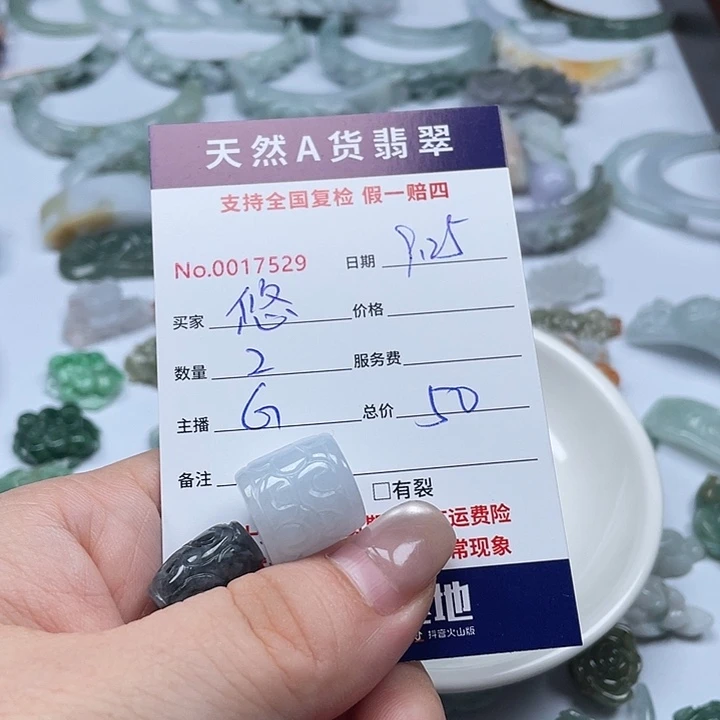 天然A货翡翠
支持全国复检 假一赔四
No.0017529 日期 9.25
买家 悠 价格
数量 2 服务费
主播 G 总价 50
备注
□有裂
运费险
常现象
地
抖音火山版